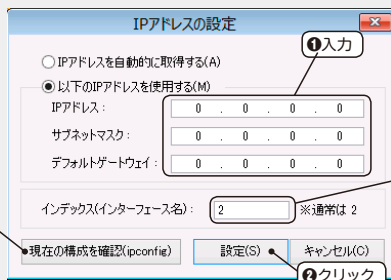 IPアドレスの設定
❶入力
IPアドレスを自動的に取得する(A)
以下のIPアドレスを使用する(M)
IPアドレス： 0 . 0 . 0 . 0
サブネットマスク： 0 . 0 . 0 . 0
デフォルトゲートウェイ： 0 . 0 . 0 . 0
インデックス(インターフェース名)： 2 ※通常は 2
現在の構成を確認(ipconfig) 設定(S) キャンセル(C)
❷クリック